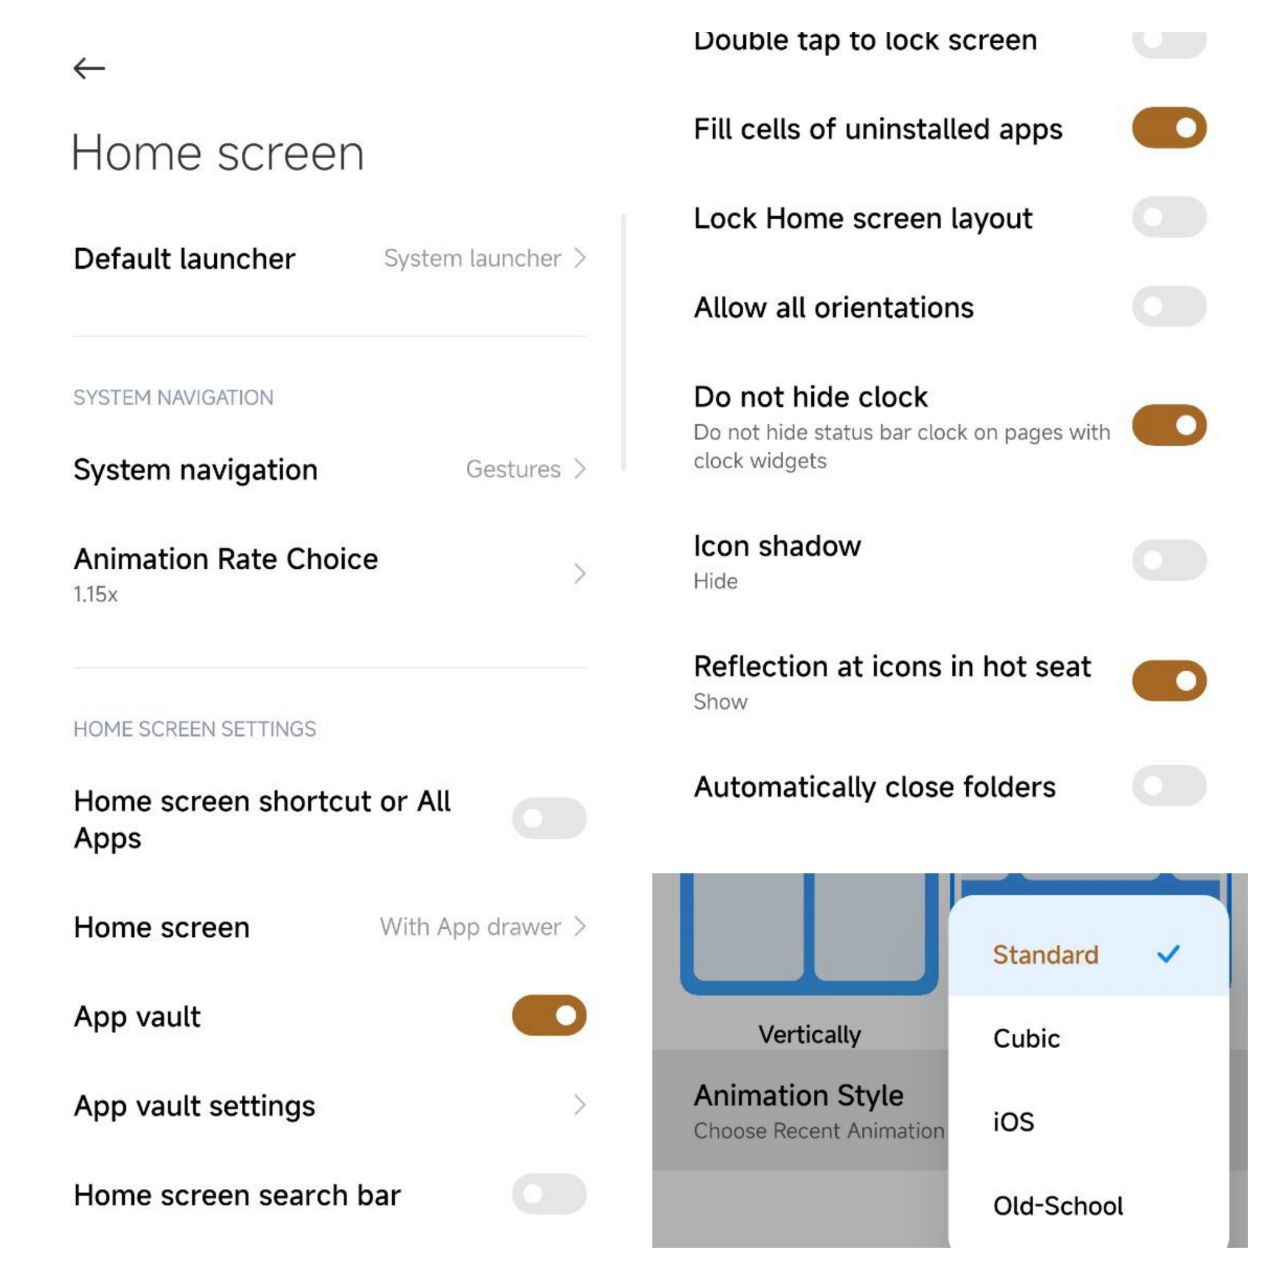 Home screen
Default launcher
System launcher
SYSTEM NAVIGATION
System navigation
Gestures
Animation Rate Choice
1.15x
HOME SCREEN SETTINGS
Home screen shortcut or All
Apps
Home screen
With App drawer
App vault
App vault settings
Home screen search bar
Double tap to lock screen
Fill cells of uninstalled apps
Lock Home screen layout
Allow all orientations
Do not hide clock
Do not hide status bar clock on pages with
clock widgets
Icon shadow
Hide
Reflection at icons in hot seat
Show
Automatically close folders
Vertically
Animation Style
Choose Recent Animation
Standard
Cubic
iOS
Old-School